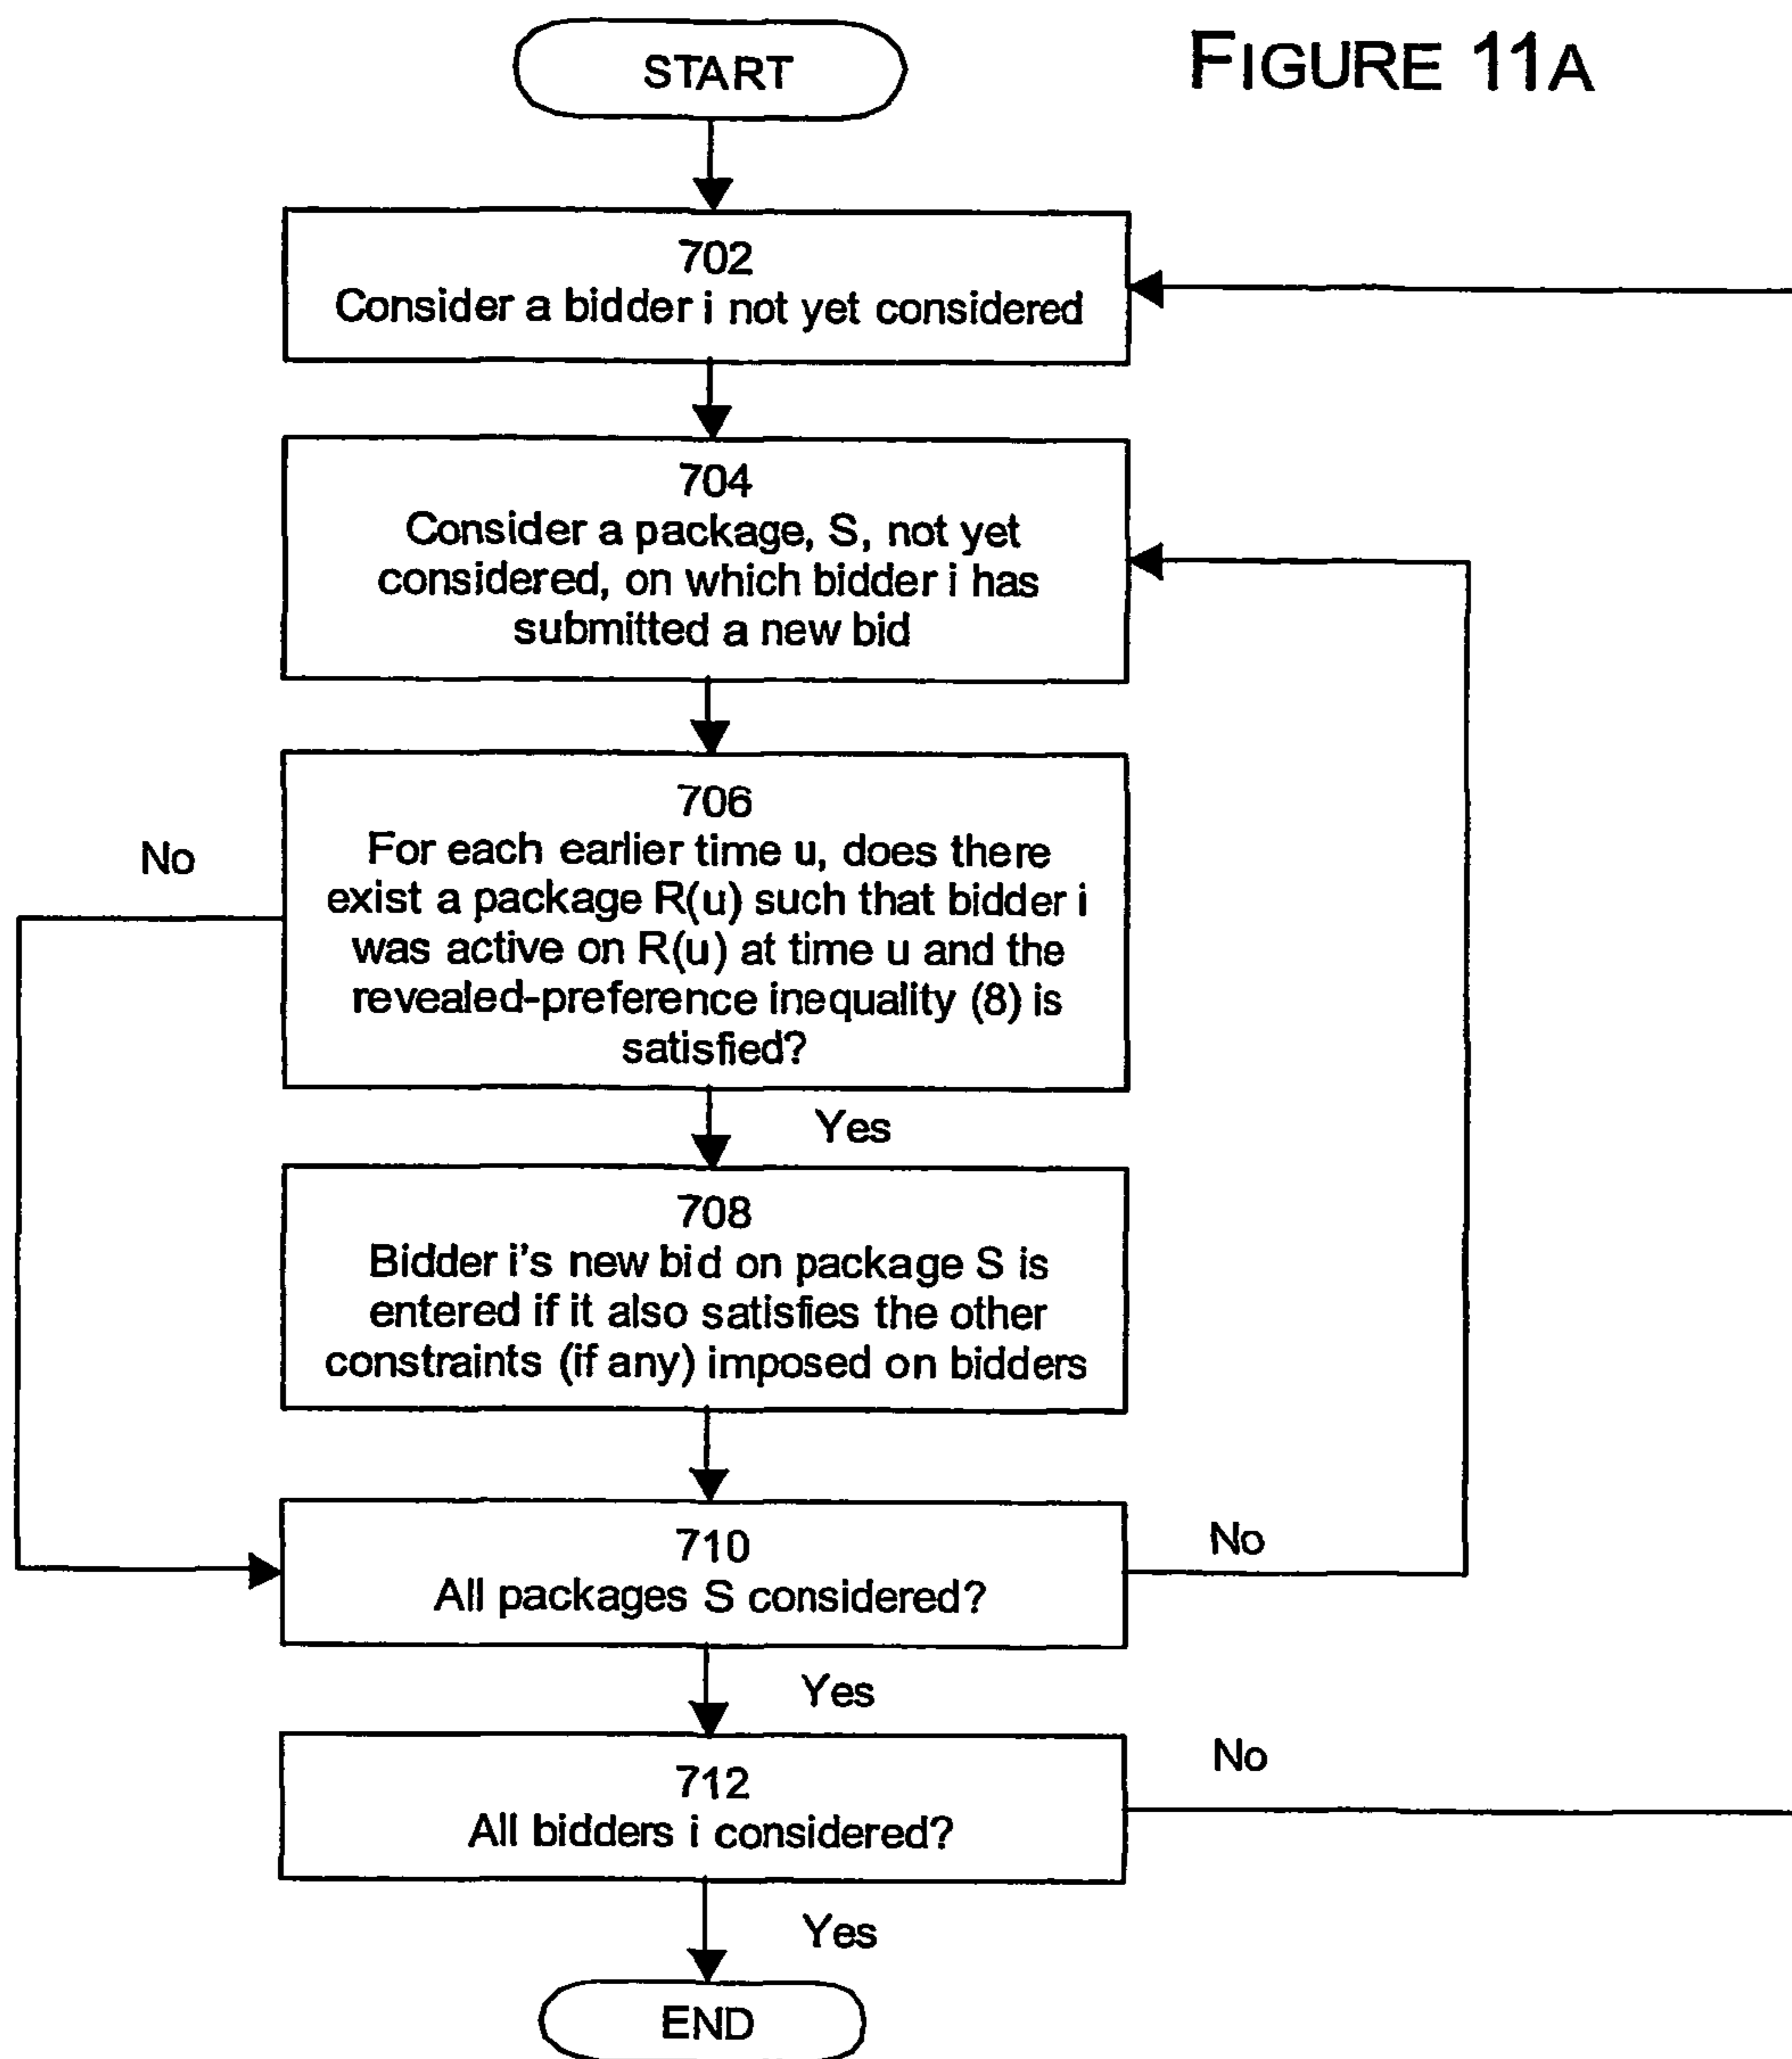 START
FIGURE 11A
702
Consider a bidder i not yet considered
704
Consider a package, S, not yet
considered, on which bidder i has
submitted a new bid
706
For each earlier time u, does there
exist a package R(u) such that bidder i
was active on R(u) at time u and the
revealed-preference inequality (8) is
satisfied?
No
Yes
708
Bidder i's new bid on package S is
entered if it also satisfies the other
constraints (if any) imposed on bidders
710
All packages S considered?
No
Yes
712
All bidders i considered?
No
Yes
END